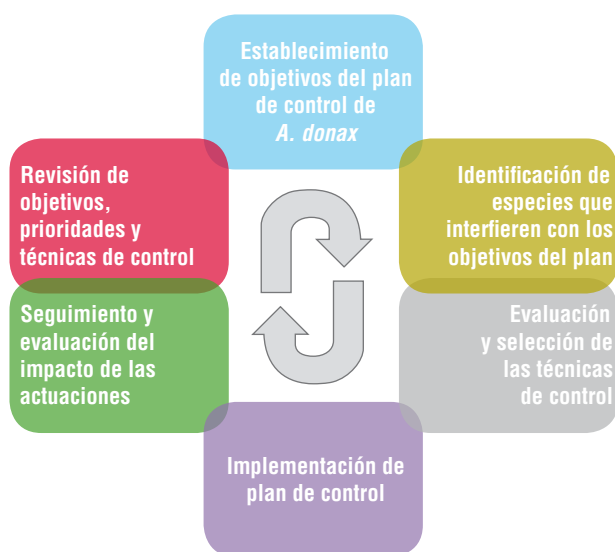 Establecimiento
de objetivos del plan
de control de
A. donax
Identificación de
especies que
interfieren con los
objetivos del plan
Evaluación
y selección de
las técnicas
de control
Implementación de
plan de control
Seguimiento y
evaluación del
impacto de las
actuaciones
Revisión de
objetivos,
prioridades y
técnicas de control